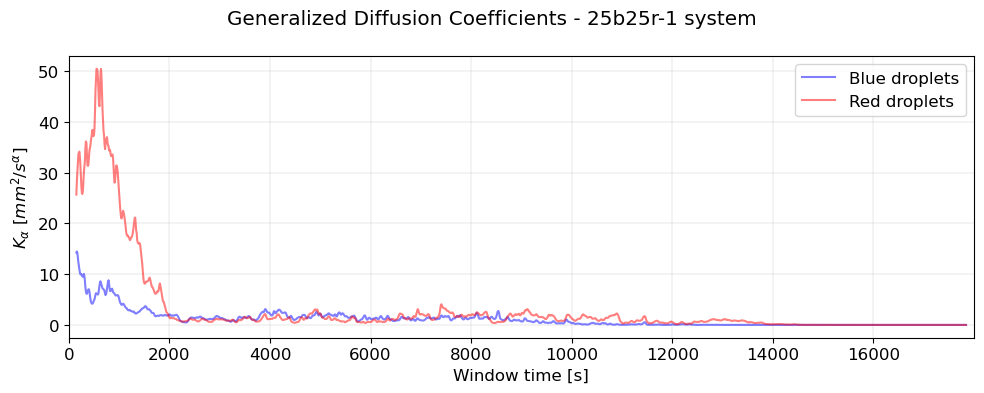 Generalized Diffusion Coefficients - 25b25r-1 system
Blue droplets
Red droplets
50
40
30
20
10
0
K_α [mm²/s^α]
0 2000 4000 6000 8000 10000 12000 14000 16000
Window time [s]